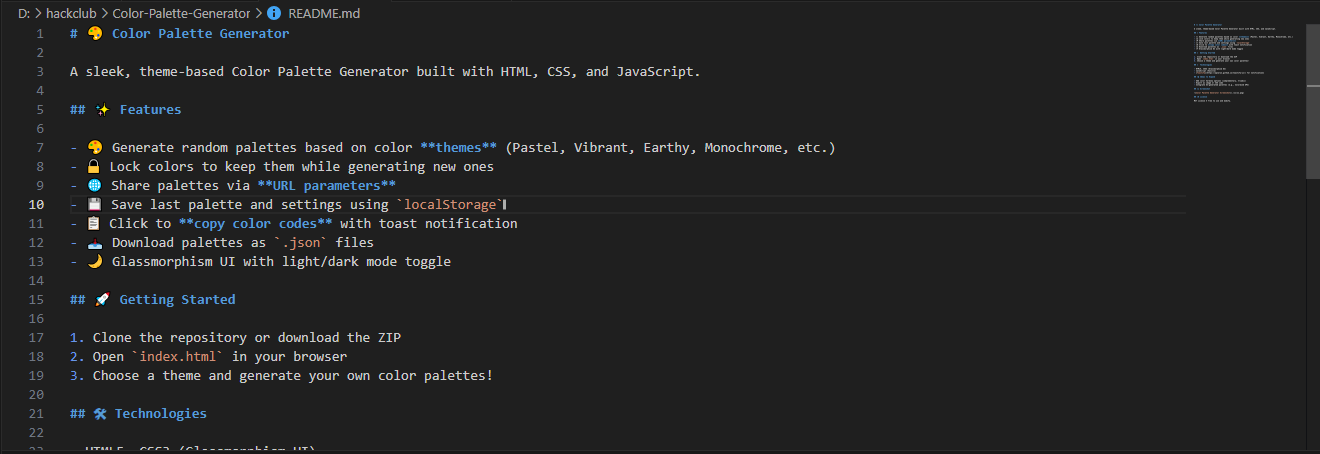 D: > hackclub > Color-Palette-Generator > README.md
1 # 🎨 Color Palette Generator
2
3 A sleek, theme-based Color Palette Generator built with HTML, CSS, and JavaScript.
4
5 ## ✨ Features
6
7 - 🎨 Generate random palettes based on color **themes** (Pastel, Vibrant, Earthy, Monochrome, etc.)
8 - 🔒 Lock colors to keep them while generating new ones
9 - 🌐 Share palettes via **URL parameters**
10 - 💾 Save last palette and settings using `localStorage`
11 - 📋 Click to **copy color codes** with toast notification
12 - 📥 Download palettes as `.json` files
13 - 🌙 Glassmorphism UI with light/dark mode toggle
14
15 ## 🚀 Getting Started
16
17 1. Clone the repository or download the ZIP
18 2. Open `index.html` in your browser
19 3. Choose a theme and generate your own color palettes!
20
21 ## 🛠 Technologies
22
23 - HTML5, CSS3 (Glassmorphism UI)